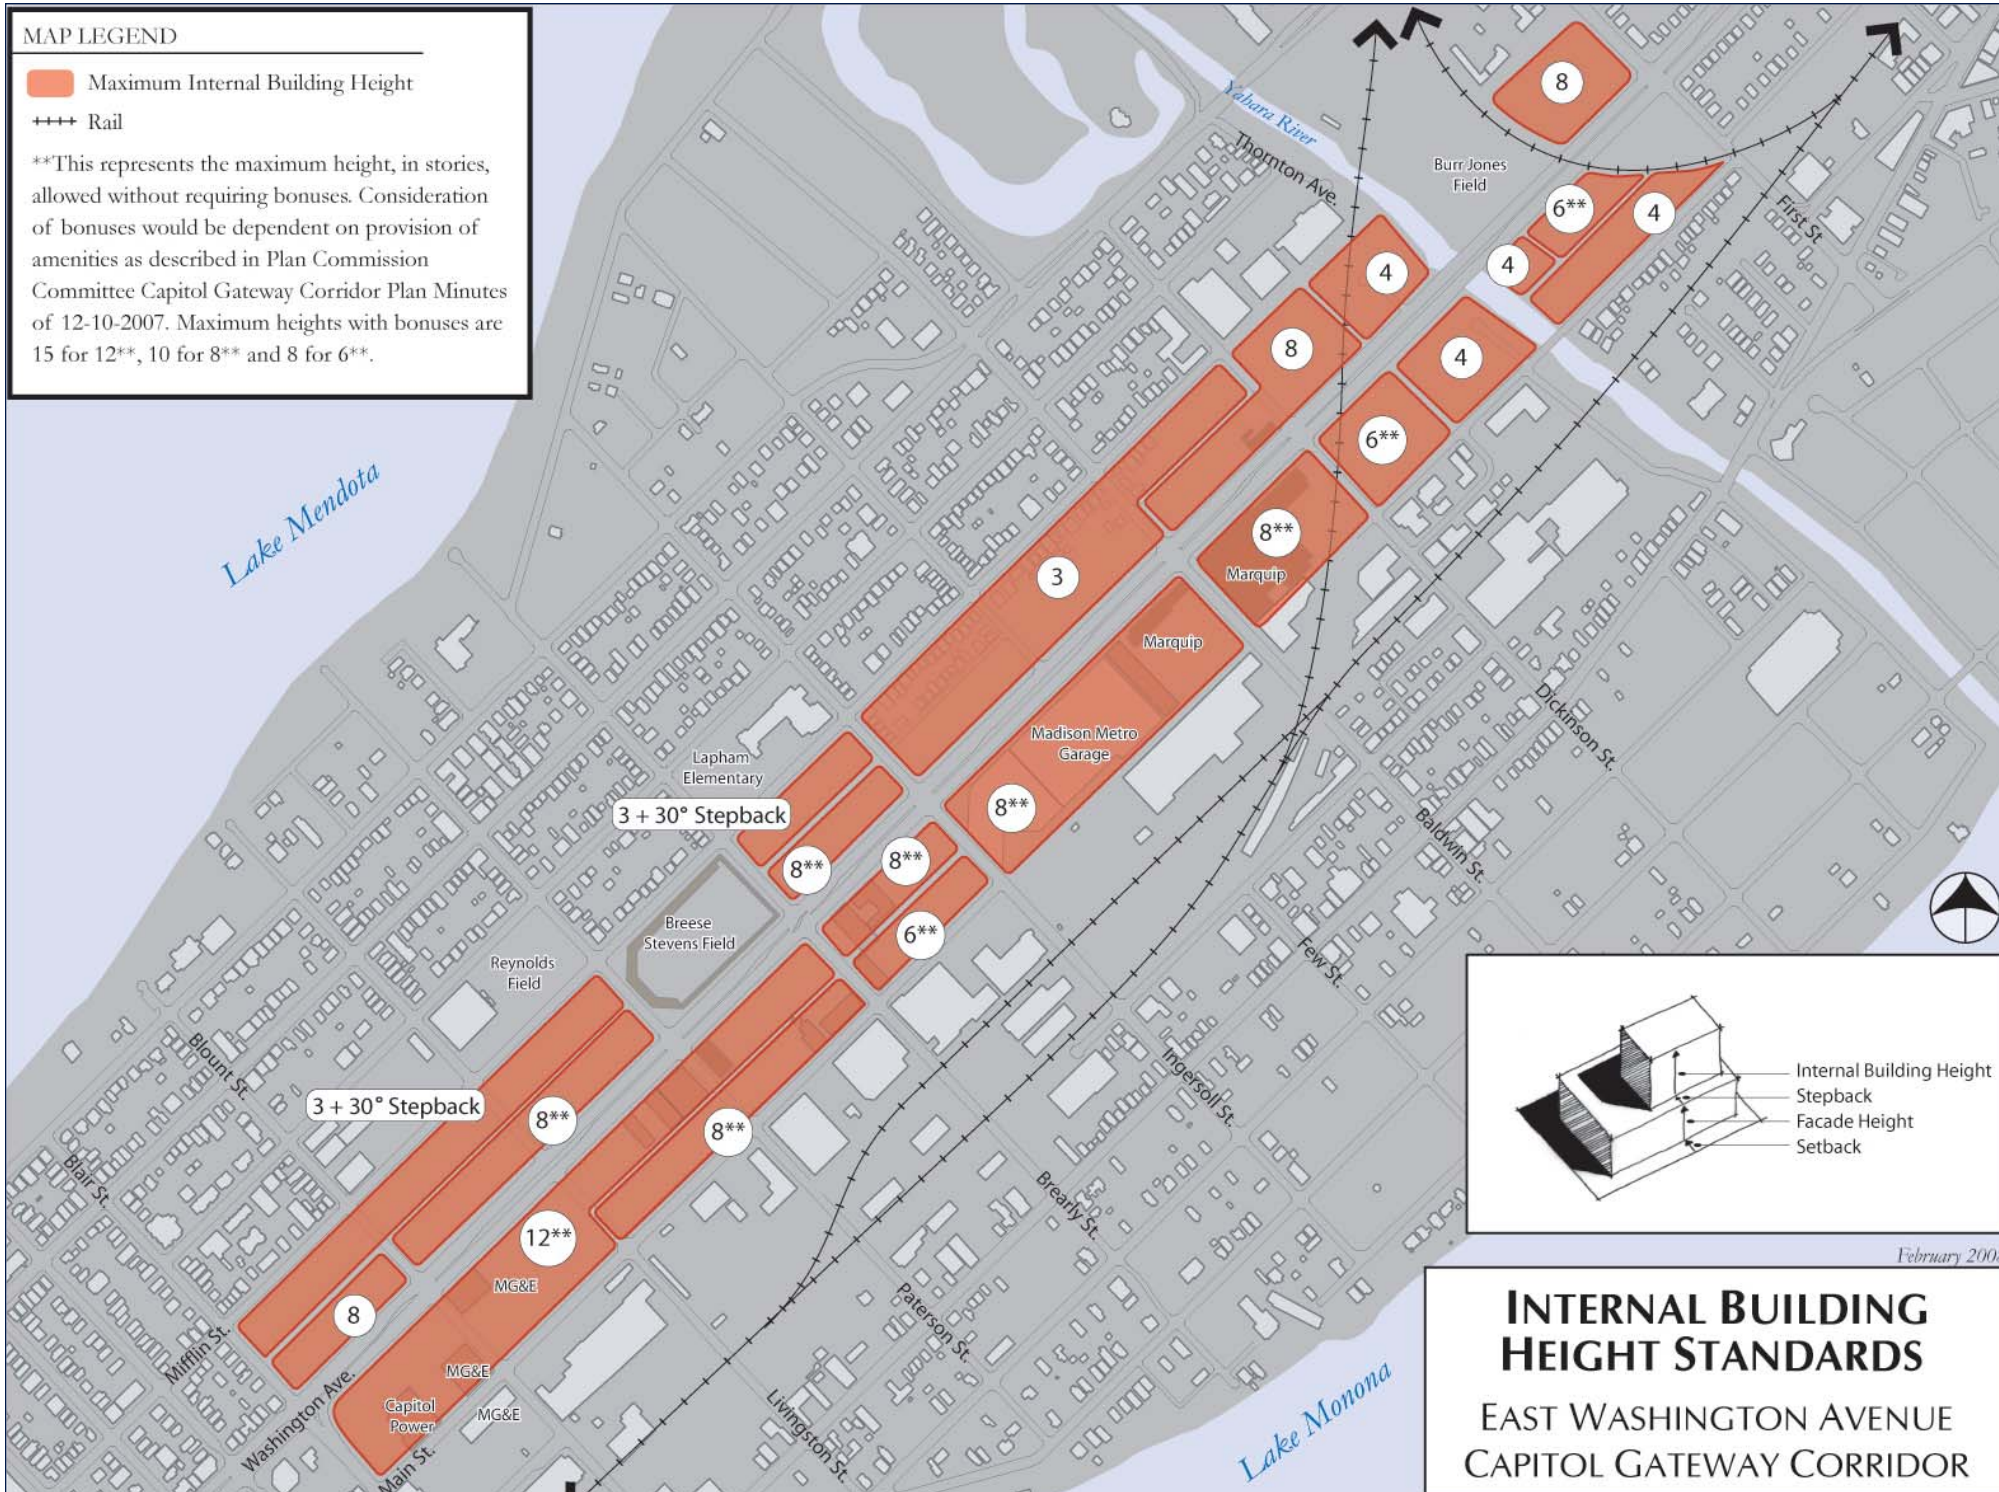 MAP LEGEND
Maximum Internal Building Height
Rail
**This represents the maximum height, in stories,
allowed without requiring bonuses. Consideration
of bonuses would be dependent on provision of
amenities as described in Plan Commission
Committee Capitol Gateway Corridor Plan Minutes
of 12-10-2007. Maximum heights with bonuses are
15 for 12**, 10 for 8** and 8 for 6**.
8
Yahara River
Thornton Ave.
Burr Jones
Field
6**
4
First St
4
4
8
4
6**
Lake Mendota
8**
Marquip
3
Marquip
Dickinson St.
Madison Metro
Garage
Lapham
Elementary
3 + 30° Stepback
8**
8**
8**
Baldwin St.
Breese
Stevens Field
6**
Few St.
Reynolds
Field
Blount St.
Ingersoll St.
3 + 30° Stepback
8**
8**
Blair St.
Brearly St.
12**
MG&E
8
Paterson St.
Mifflin St.
MG&E
Capitol
Power
MG&E
Washington Ave.
Main St.
Livingston St.
Lake Monona
Internal Building Height
Stepback
Facade Height
Setback
February
INTERNAL BUILDING
HEIGHT STANDARDS
EAST WASHINGTON AVENUE
CAPITOL GATEWAY CORRIDOR